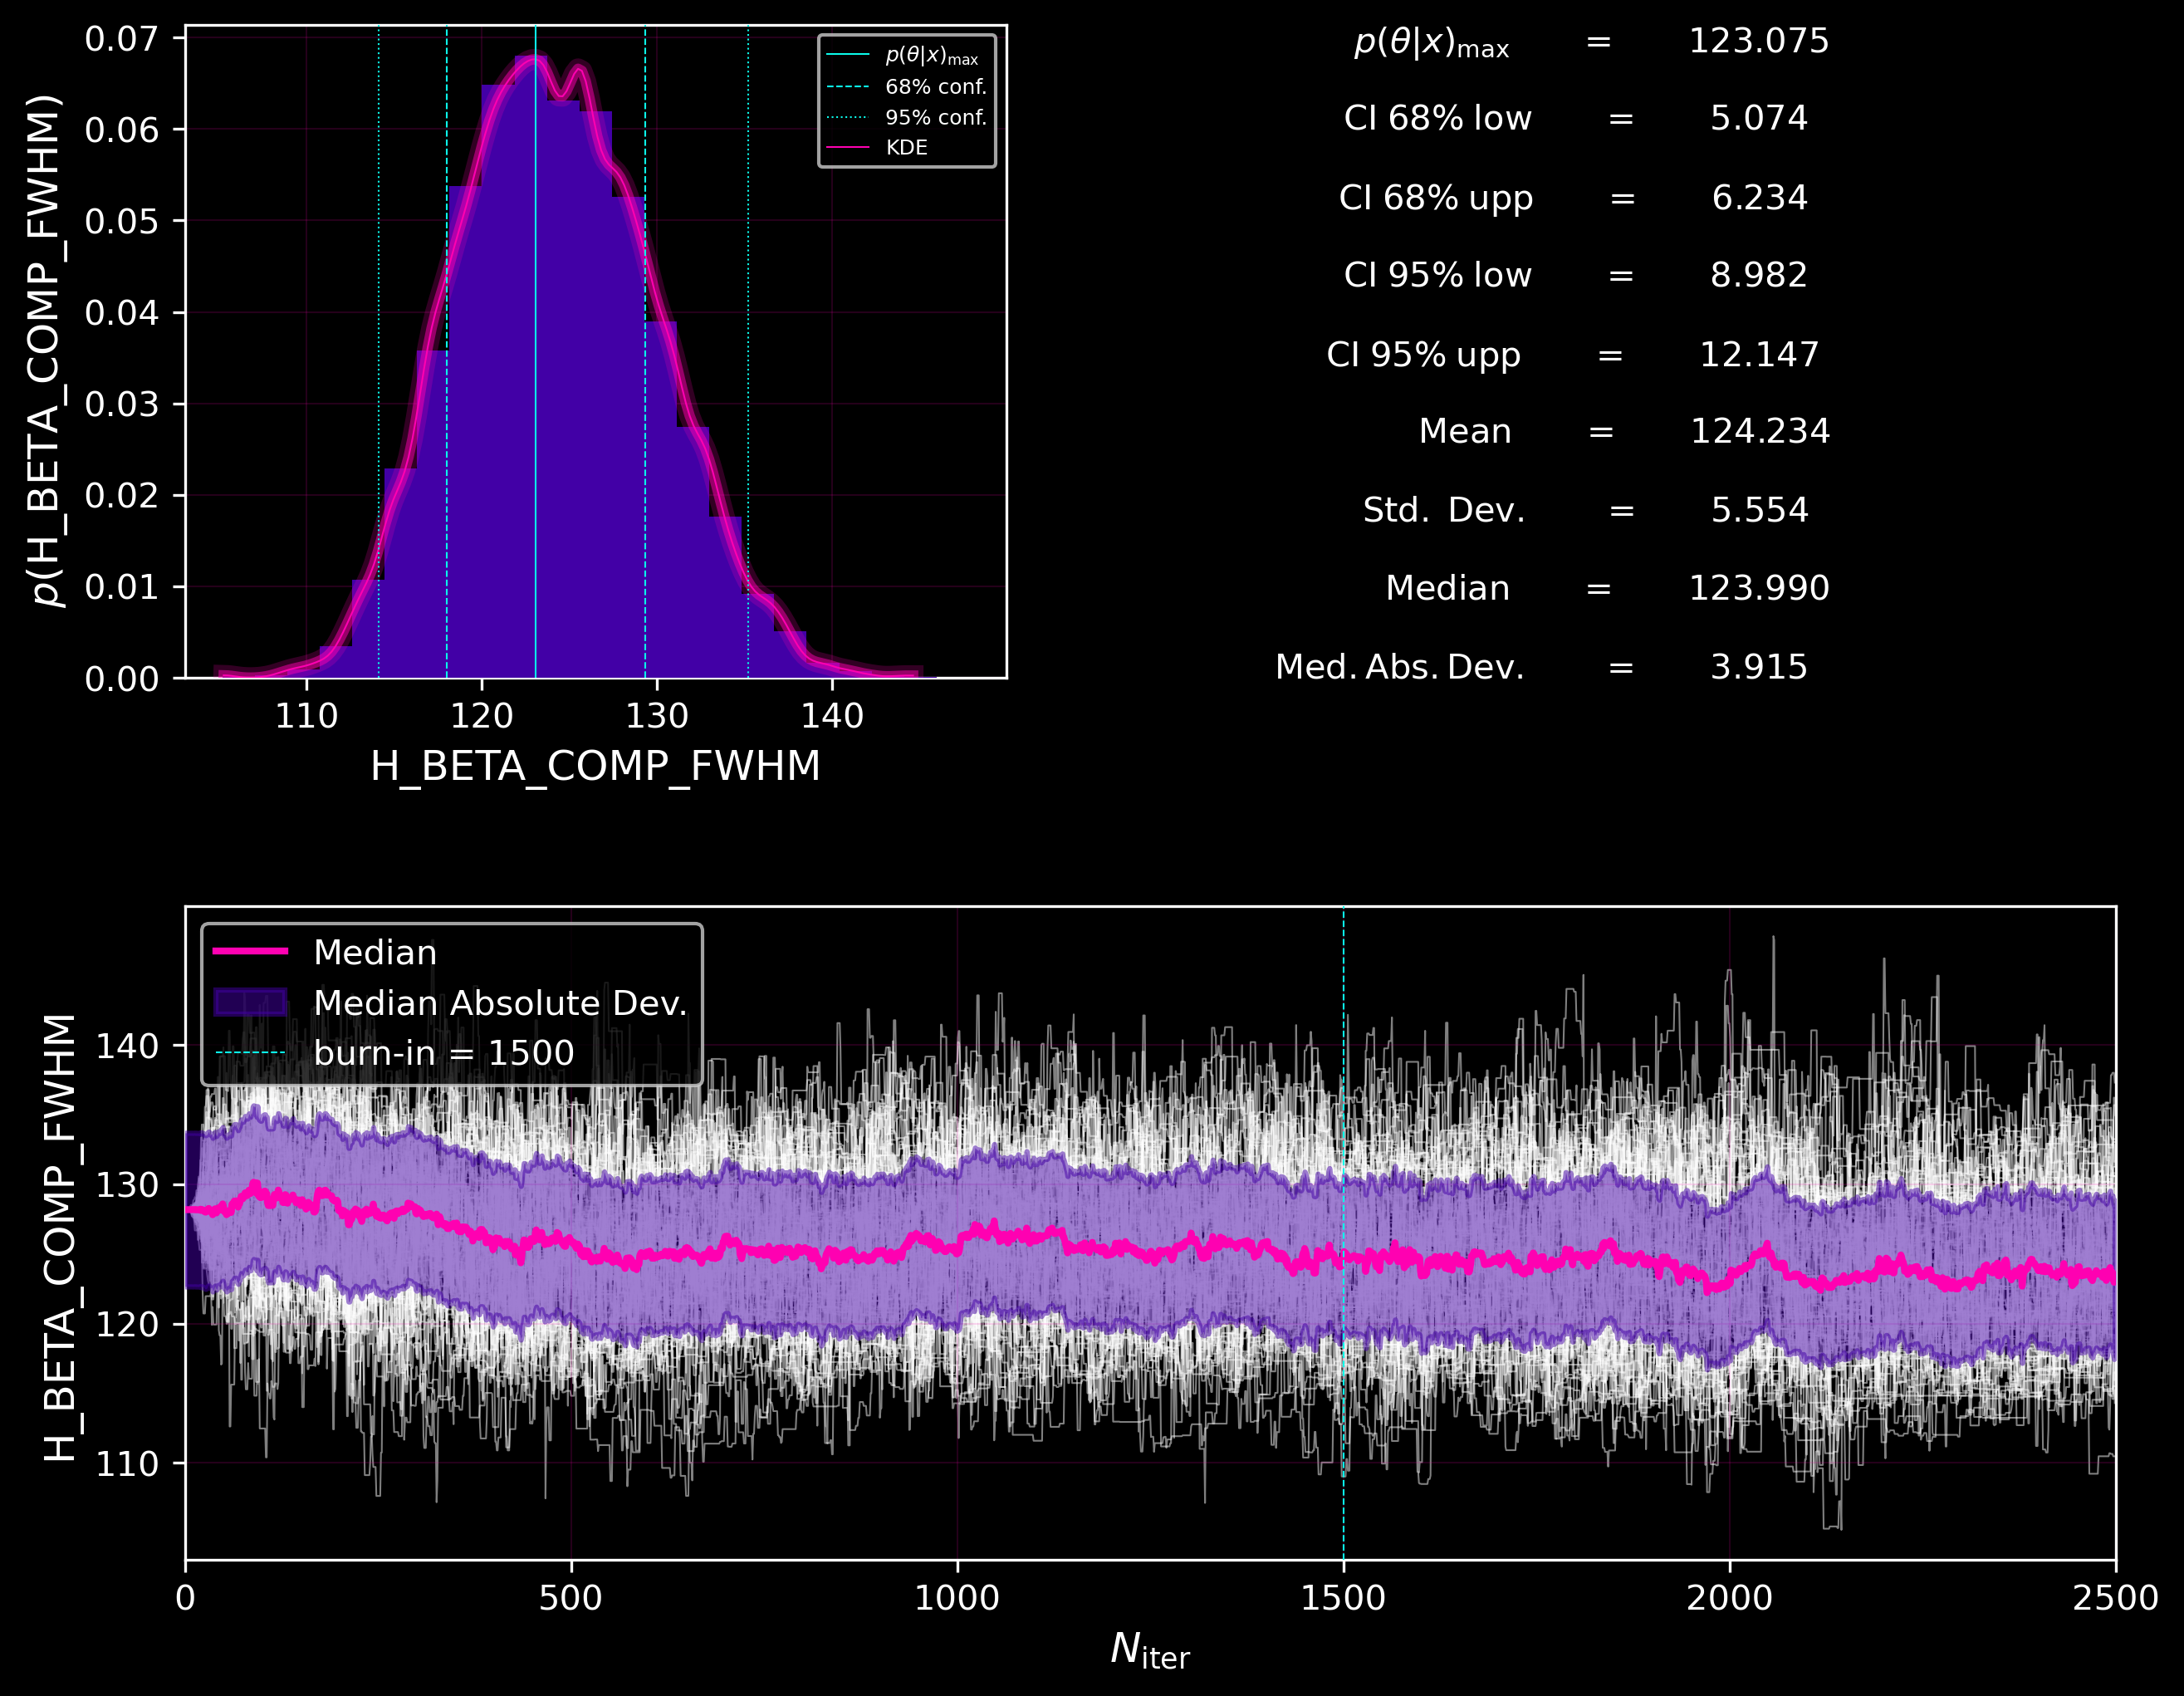 0.07
0.06
0.05
0.04
0.03
0.02
0.01
0.00
p(H_BETA_COMP_FWHM)
110 120 130 140
H_BETA_COMP_FWHM
p(θ|x)max
68% conf.
95% conf.
KDE
p(θ|x)max = 123.075
CI 68% low = 5.074
CI 68% upp = 6.234
CI 95% low = 8.982
CI 95% upp = 12.147
Mean = 124.234
Std. Dev. = 5.554
Median = 123.990
Med. Abs. Dev. = 3.915
Median
Median Absolute Dev.
burn-in = 1500
140
130
120
110
H_BETA_COMP_FWHM
0 500 1000 1500 2000 2500
Niter